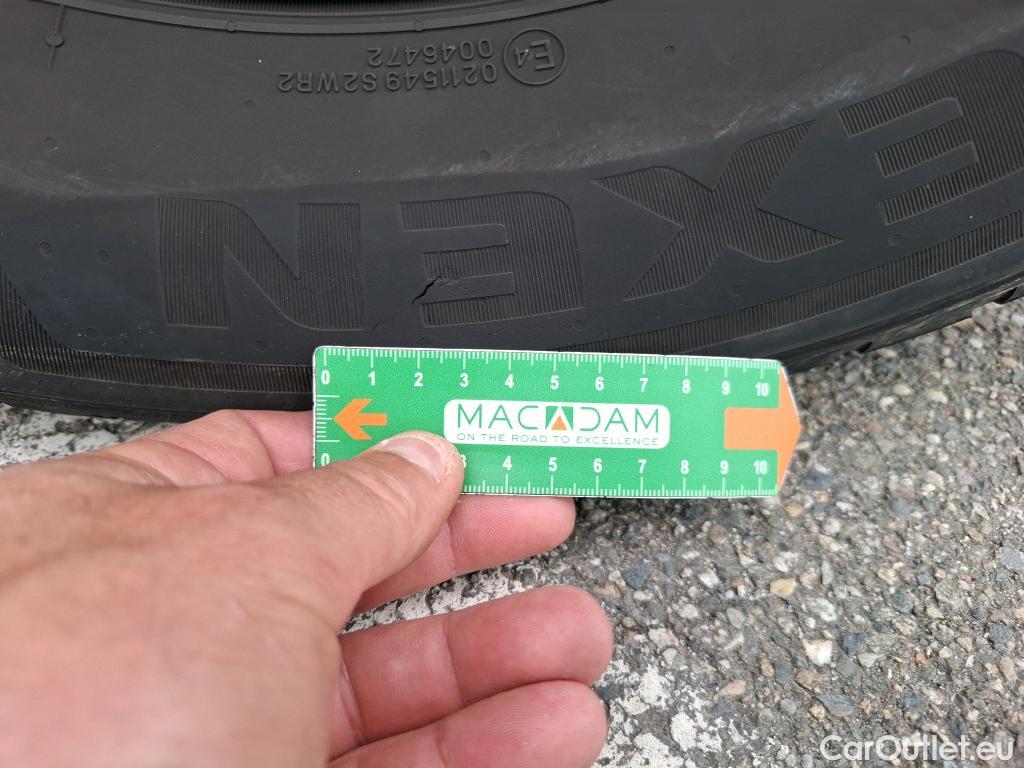 E4
0211549 S2WR2
0046472
EXEN
0 1 2 3 4 5 6 7 8 9 10
MACADAM
ON THE ROAD TO EXCELLENCE
0 3 4 5 6 7 8 9 10
CarOutlet.eu